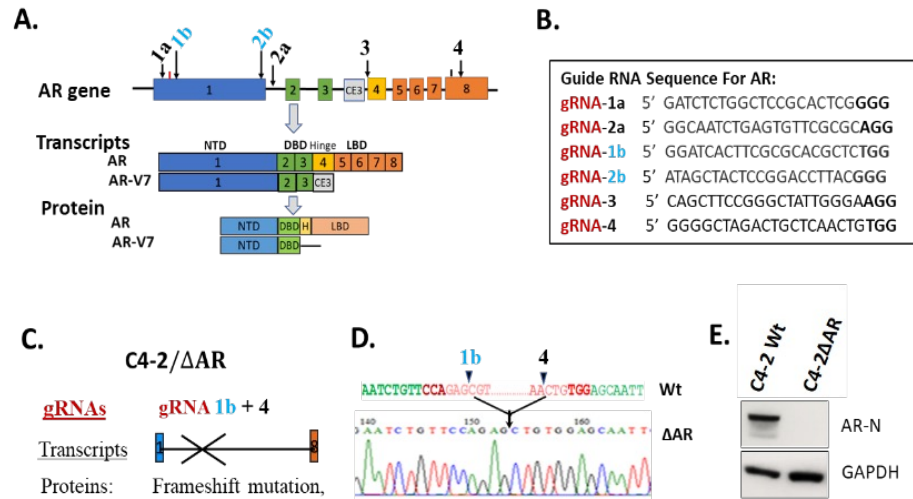 A.
1a
1b
2b
2a
3
4
AR gene
1
2
3
CE3
4
5
6
7
8
Transcripts
NTD
DBD
Hinge
LBD
AR
1
2
3
4
5
6
7
8
AR-V7
1
2
3
CE3
Protein
AR
NTD
DBD
H
LBD
AR-V7
NTD
DBD
B.
Guide RNA Sequence For AR:
gRNA-1a 5′ GATCTCTGGCTCCGCACTCGGGG
gRNA-2a 5′ GGCAATCTGAGTGTTCGCGCAGG
gRNA-1b 5′ GGATCACTTCGCGCACGCTCTGG
gRNA-2b 5′ ATAGCTACTCCGGACCTTACGGG
gRNA-3 5′ CAGCTTCCGGGCTATTGGGAAGG
gRNA-4 5′ GGGGCTAGACTGCTCAACTGTGG
C.
C4-2/ΔAR
gRNAs gRNA 1b + 4
Transcripts
1
8
Proteins: Frameshift mutation,
D.
1b 4
AATCTGTTCCAGAGCGT..............AACTGTGGAGCAATT Wt
140 150 160
GAATCTGTTCCAGAGCTGTGGAGCAATT ΔAR
E.
C4-2 Wt
C4-2ΔAR
AR-N
GAPDH